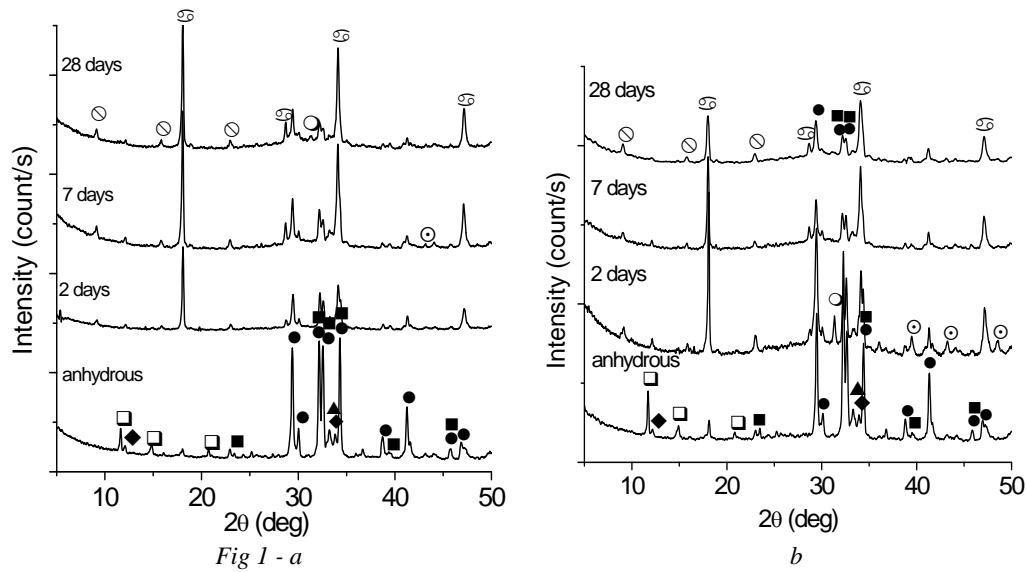 Intensity (count/s)
28 days
7 days
2 days
anhydrous
10 20 30 40 50
2θ (deg)
Fig 1 - a
Intensity (count/s)
28 days
7 days
2 days
anhydrous
10 20 30 40 50
2θ (deg)
b